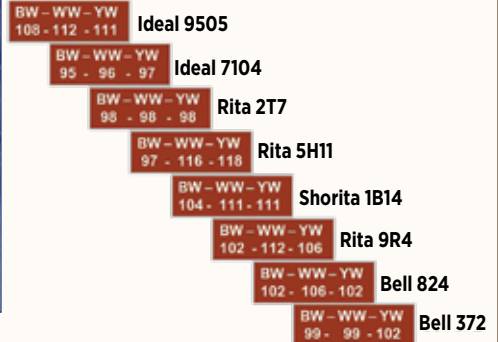 BW – WW – YW
108 - 112 - 111
Ideal 9505
BW – WW – YW
95 - 96 - 97
Ideal 7104
BW – WW – YW
98 - 98 - 98
Rita 2T7
BW – WW – YW
97 - 116 - 118
Rita 5H11
BW – WW – YW
104 - 111 - 111
Shorita 1B14
BW – WW – YW
102 - 112 - 106
Rita 9R4
BW – WW – YW
102 - 106 - 102
Bell 824
BW – WW – YW
99 - 99 - 102
Bell 372